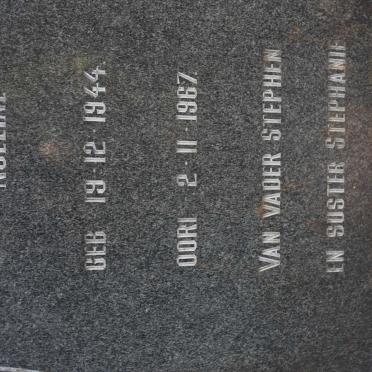 GEB 19·12·1944
OORL 2·11·1967
VAN VADER STEPHEN
EN SUSTER STEPHANIE